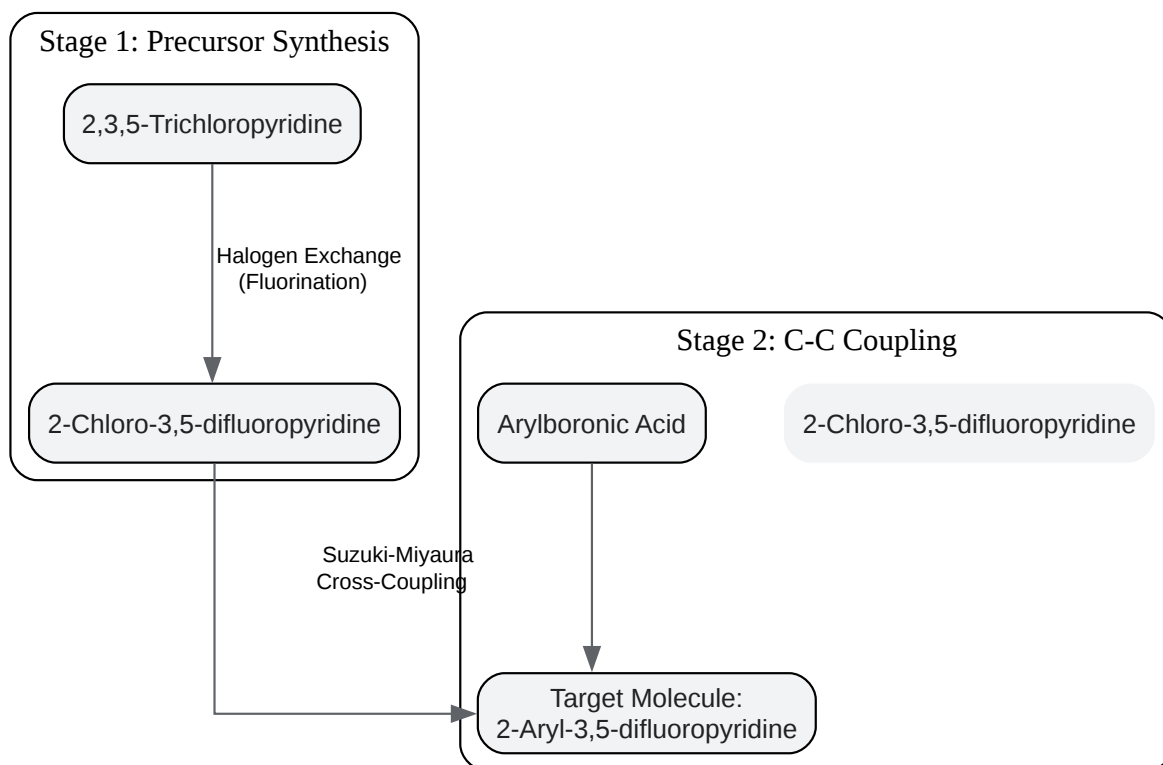 Stage 1: Precursor Synthesis
2,3,5-Trichloropyridine
Halogen Exchange
(Fluorination)
2-Chloro-3,5-difluoropyridine
Stage 2: C-C Coupling
Arylboronic Acid
2-Chloro-3,5-difluoropyridine
Suzuki-Miyaura
Cross-Coupling
Target Molecule:
2-Aryl-3,5-difluoropyridine